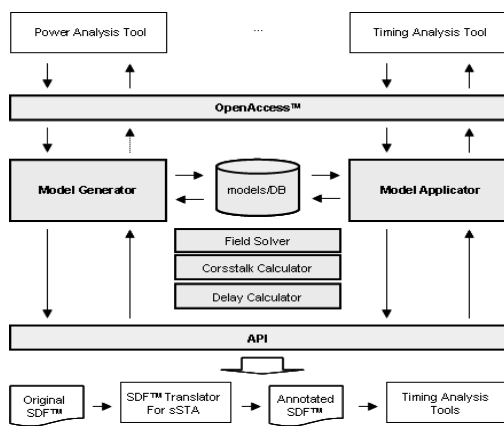 Power Analysis Tool
...
Timing Analysis Tool
OpenAccess™
Model Generator
models/DB
Model Applicator
Field Solver
Corsstalk Calculator
Delay Calculator
API
Original
SDF™
SDF™ Translator
For sSTA
Annotated
SDF™
Timing Analysis
Tools